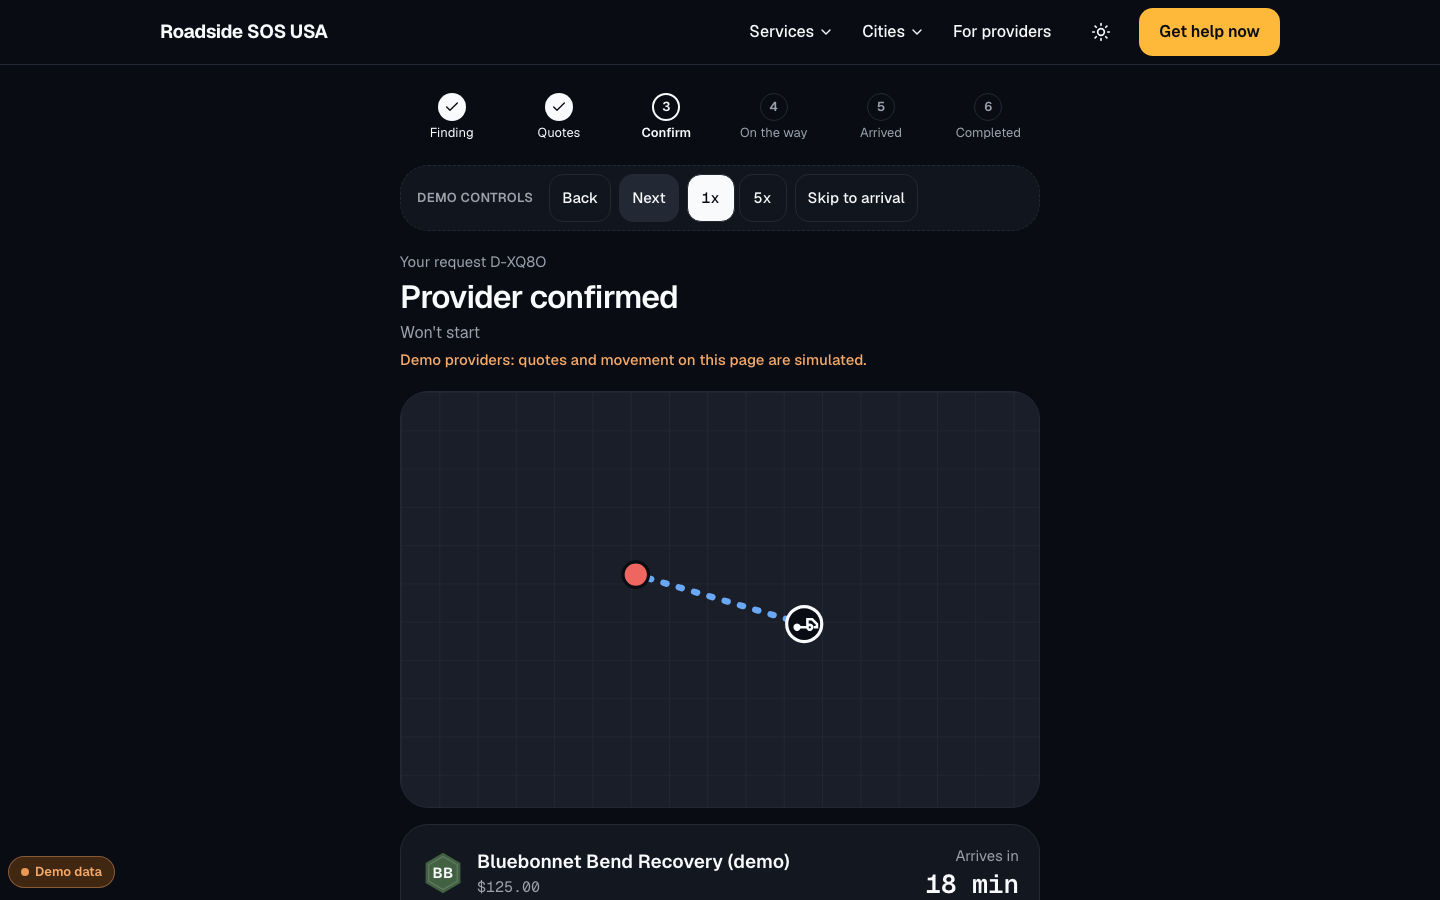 Roadside SOS USA
Services
Cities
For providers
Get help now
3
4
5
6
Finding
Quotes
Confirm
On the way
Arrived
Completed
DEMO CONTROLS
Back
Next
1x
5x
Skip to arrival
Your request D-XQ8O
Provider confirmed
Won't start
Demo providers: quotes and movement on this page are simulated.
BB
Bluebonnet Bend Recovery (demo)
$125.00
Arrives in
18 min
Demo data